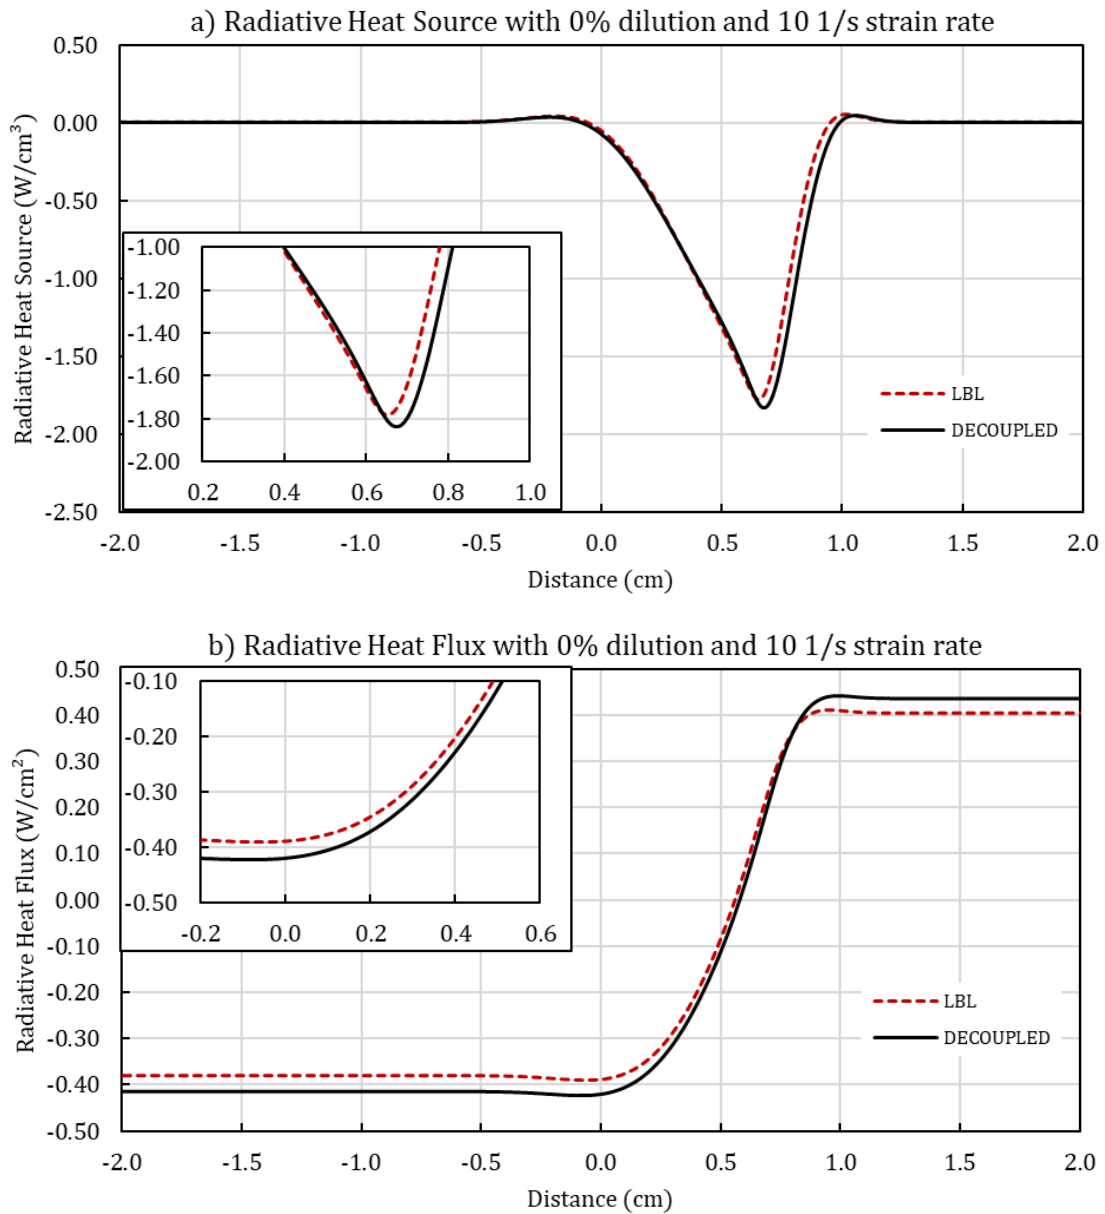 a) Radiative Heat Source with 0% dilution and 10 1/s strain rate
Radiative Heat Source (W/cm³)
0.50
0.00
-0.50
-1.00
-1.50
-2.00
-2.50
-1.00
-1.20
-1.40
-1.60
-1.80
-2.00
0.2 0.4 0.6 0.8 1.0
LBL
DECOUPLED
-2.0 -1.5 -1.0 -0.5 0.0 0.5 1.0 1.5 2.0
Distance (cm)
b) Radiative Heat Flux with 0% dilution and 10 1/s strain rate
Radiative Heat Flux (W/cm²)
0.50
0.40
0.30
0.20
0.10
0.00
-0.10
-0.20
-0.30
-0.40
-0.50
-0.10
-0.20
-0.30
-0.40
-0.50
-0.2 0.0 0.2 0.4 0.6
LBL
DECOUPLED
-2.0 -1.5 -1.0 -0.5 0.0 0.5 1.0 1.5 2.0
Distance (cm)